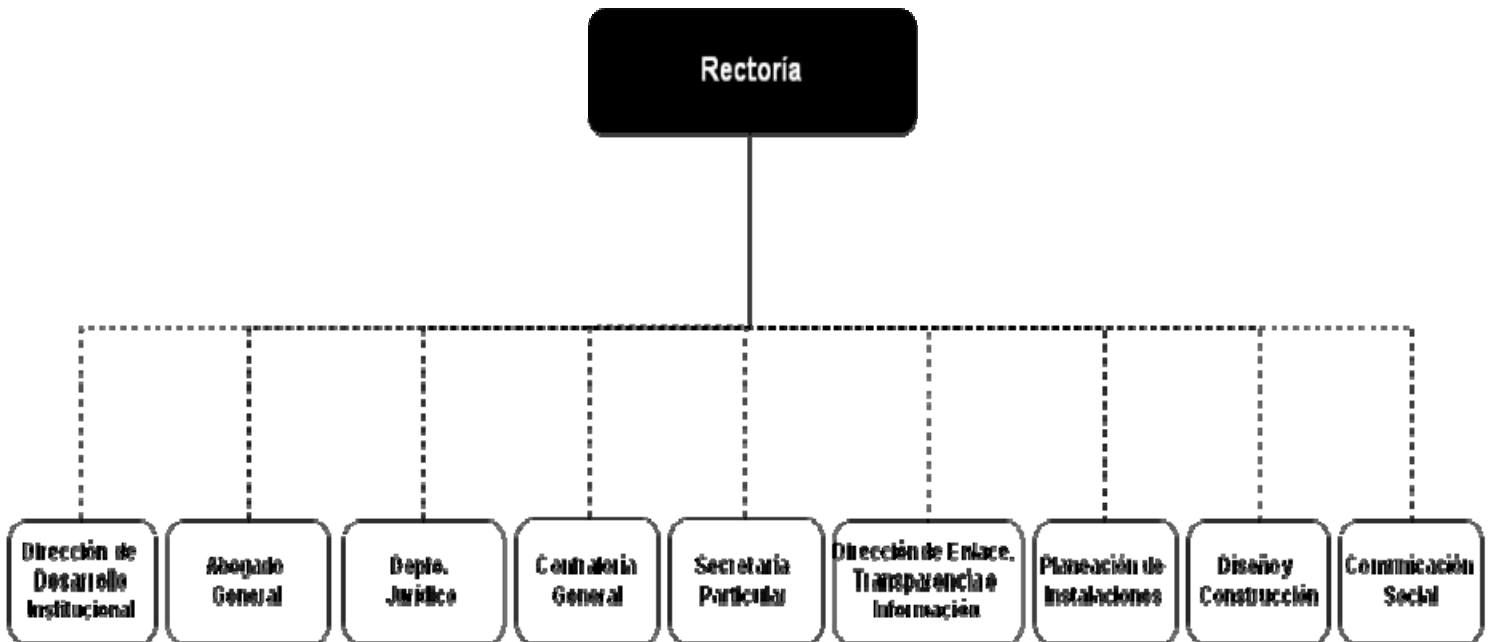 Rectoría
Dirección de
Desarrollo
Institucional
Abogado
General
Depto.
Jurídico
Contraloría
General
Secretaría
Particular
Dirección de Enlace,
Transparencia e
Información
Planeación de
Instalaciones
Diseño y
Construcción
Comunicación
Social